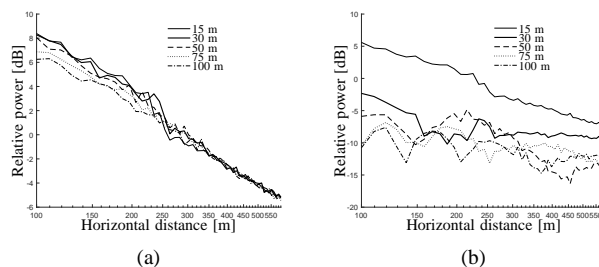 10
8
6
4
2
0
-2
-4
-6
Relative power [dB]
15 m
30 m
50 m
75 m
100 m
100 150 200 250 300 350 400 450 500 550
Horizontal distance [m]
(a)
10
5
0
-5
-10
-15
-20
Relative power [dB]
15 m
30 m
50 m
75 m
100 m
100 150 200 250 300 350 400 450 500 550
Horizontal distance [m]
(b)